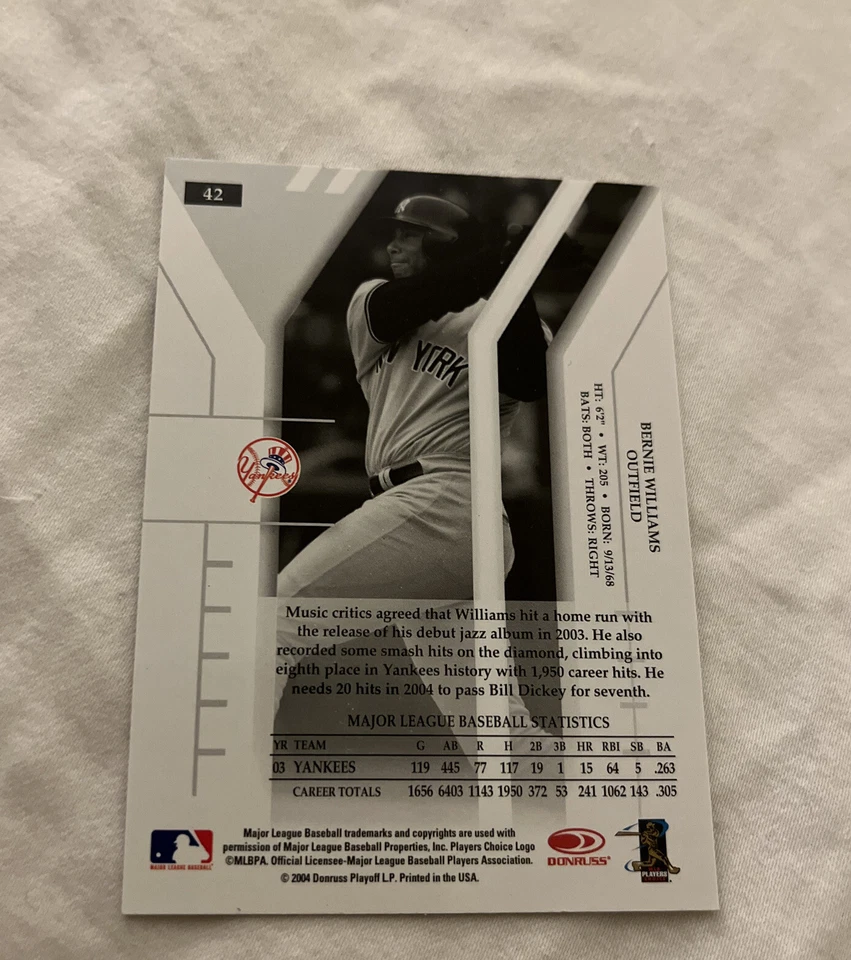 42
NEW YORK
Yankees
BERNIE WILLIAMS
OUTFIELD
HT: 6'2" • WT: 205 • BORN: 9/13/68
BATS: BOTH • THROWS: RIGHT
Music critics agreed that Williams hit a home run with
the release of his debut jazz album in 2003. He also
recorded some smash hits on the diamond, climbing into
eighth place in Yankees history with 1,950 career hits. He
needs 20 hits in 2004 to pass Bill Dickey for seventh.
MAJOR LEAGUE BASEBALL STATISTICS
YR TEAM G AB R H 2B 3B HR RBI SB BA
03 YANKEES 119 445 77 117 19 1 15 64 5 .263
CAREER TOTALS 1656 6403 1143 1950 372 53 241 1062 143 .305
Major League Baseball trademarks and copyrights are used with
permission of Major League Baseball Properties, Inc. Players Choice Logo
©MLBPA. Official Licensee-Major League Baseball Players Association.
© 2004 Donruss Playoff L.P. Printed in the USA.
MAJOR LEAGUE BASEBALL
DONRUSS
PLAYERS